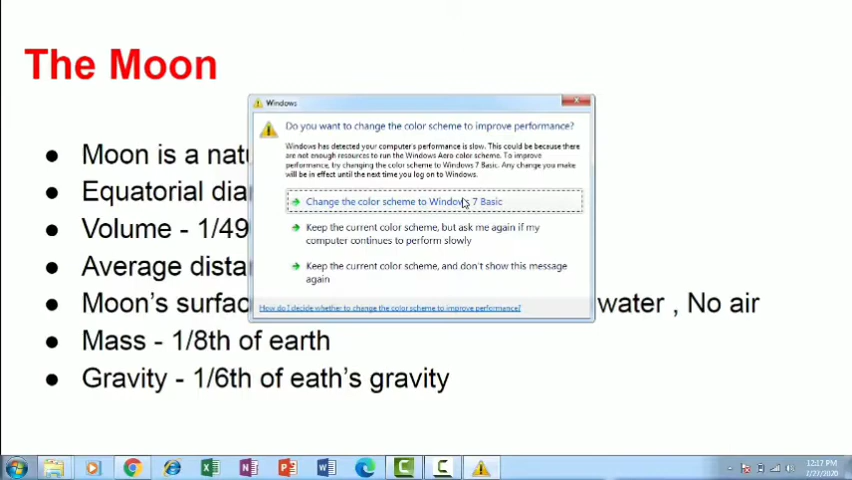 The Moon
Windows
Do you want to change the color scheme to improve performance?
Windows has detected your computer's performance is slow. This could be because there
are not enough resources to run the Windows Aero color scheme. To improve
performance, try changing the color scheme to Windows 7 Basic. Any change you make
will be in effect until the next time you log on to Windows.
Change the color scheme to Windows 7 Basic
Keep the current color scheme, but ask me again if my
computer continues to perform slowly
Keep the current color scheme, and don't show this message
again
How do I decide whether to change the color scheme to improve performance?
● Moon is a natu
● Equatorial dia
● Volume - 1/49
● Average distan
● Moon's surfac water , No air
● Mass - 1/8th of earth
● Gravity - 1/6th of eath's gravity
12:17 PM
7/27/2020